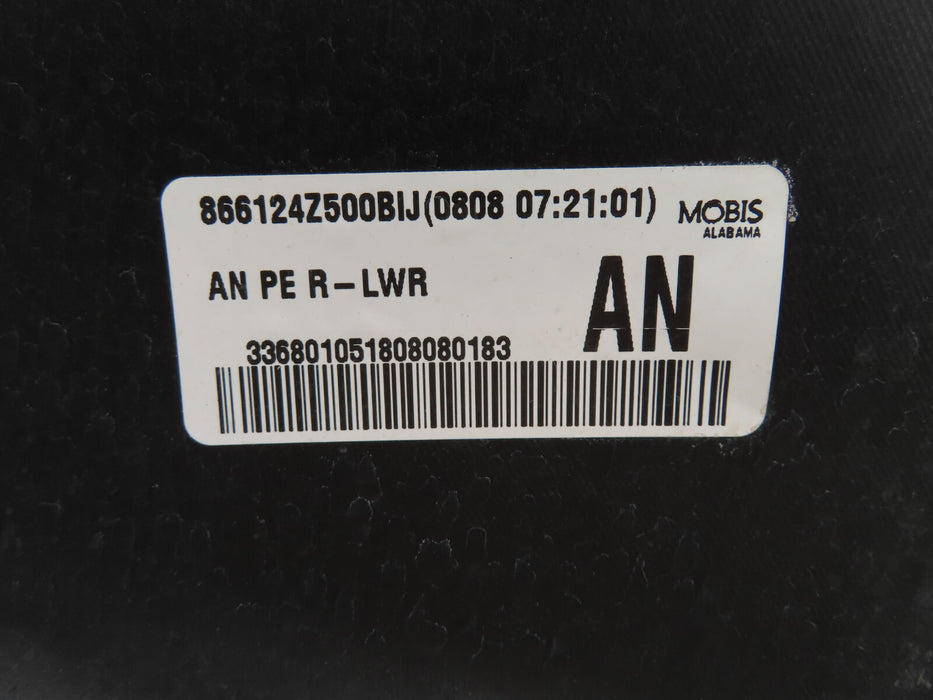 866124Z500BIJ(0808 07:21:01)
MOBIS
ALABAMA
AN PE R-LWR
AN
336801051808080183